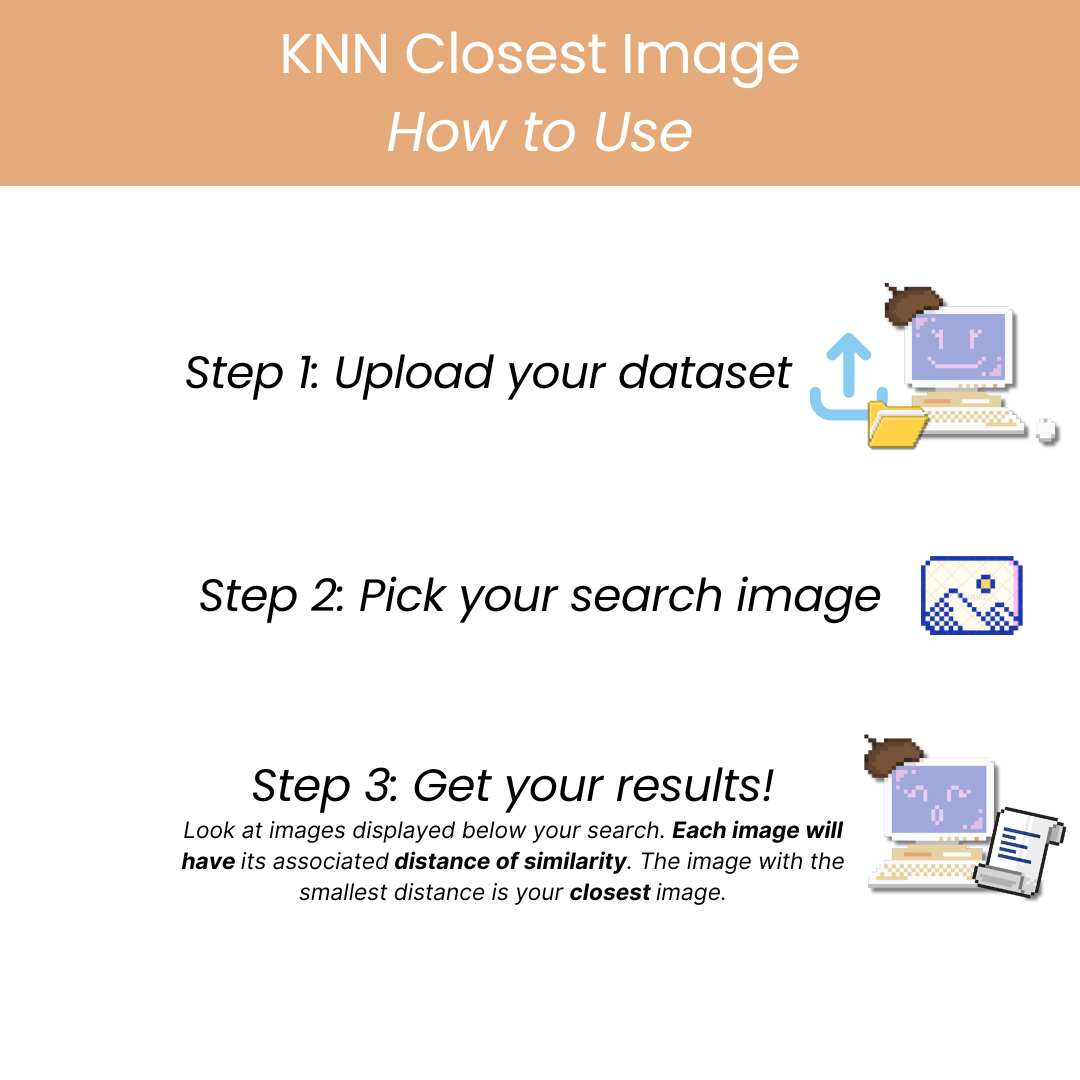 KNN Closest Image
How to Use
Step 1: Upload your dataset
Step 2: Pick your search image
Step 3: Get your results!
Look at images displayed below your search. Each image will
have its associated distance of similarity. The image with the
smallest distance is your closest image.